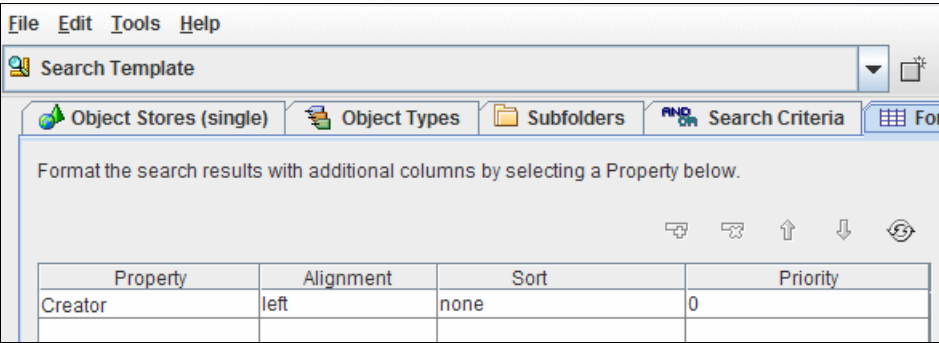 File Edit Tools Help
Search Template
Object Stores (single) Object Types Subfolders AND OR Search Criteria For
Format the search results with additional columns by selecting a Property below.
Property Alignment Sort Priority
Creator left none 0